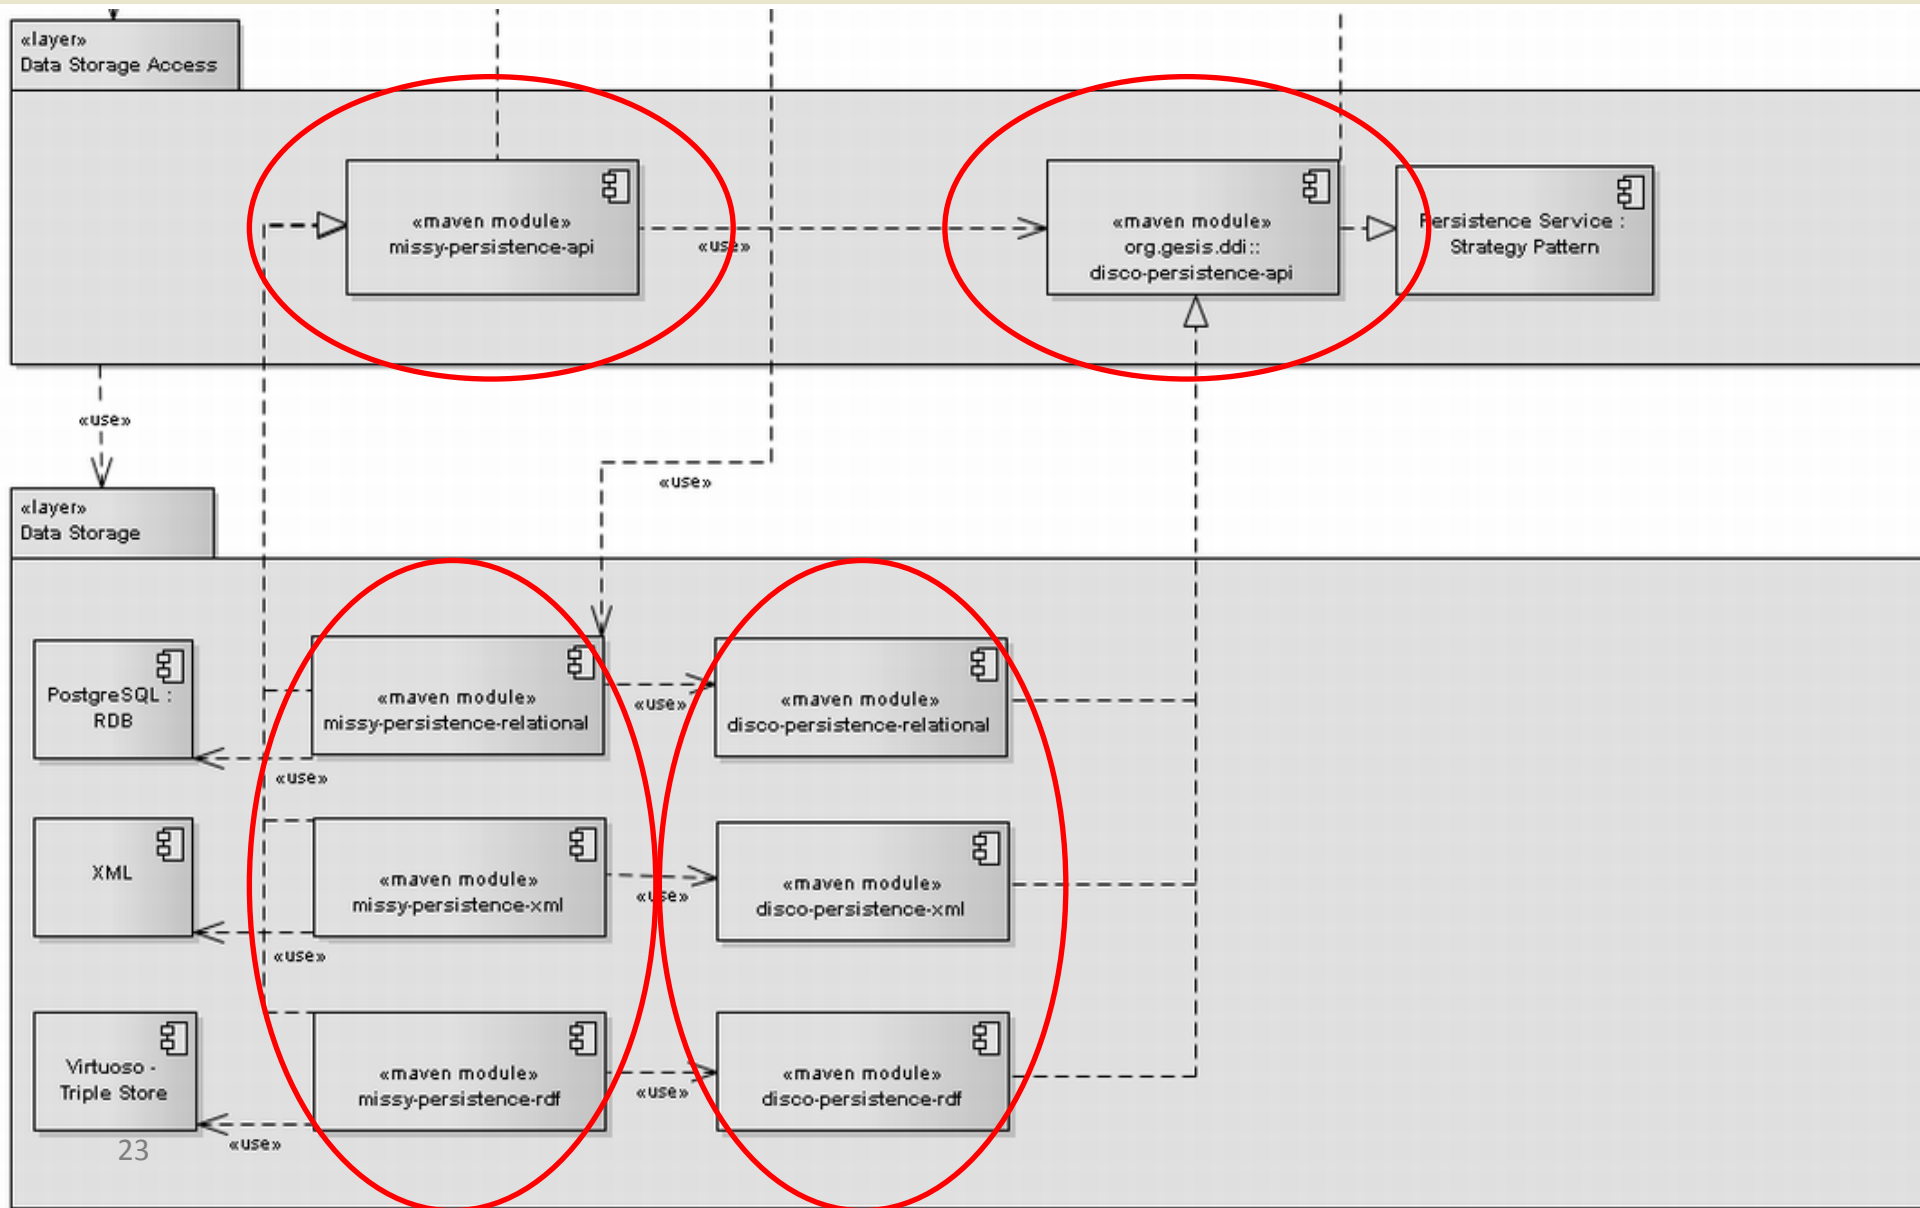 «layer»
Data Storage Access
«maven module»
missy-persistence-api
«use»
«maven module»
org.gesis.ddi::
disco-persistence-api
Persistence Service :
Strategy Pattern
«use»
«use»
«layer»
Data Storage
PostgreSQL :
RDB
«maven module»
missy-persistence-relational
«use»
«maven module»
disco-persistence-relational
«use»
XML
«maven module»
missy-persistence-xml
«use»
«maven module»
disco-persistence-xml
«use»
Virtuoso -
Triple Store
«maven module»
missy-persistence-rdf
«use»
«maven module»
disco-persistence-rdf
«use»
23